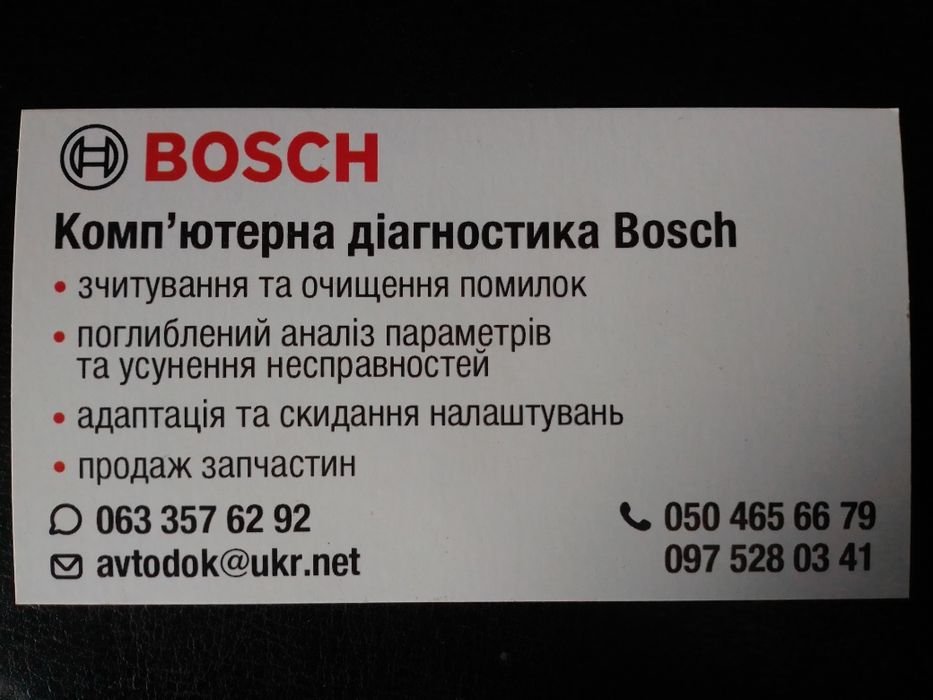 BOSCH
Комп'ютерна діагностика Bosch
• зчитування та очищення помилок
• поглиблений аналіз параметрів
та усунення несправностей
• адаптація та скидання налаштувань
• продаж запчастин
063 357 62 92
avtodok@ukr.net
050 465 66 79
097 528 03 41